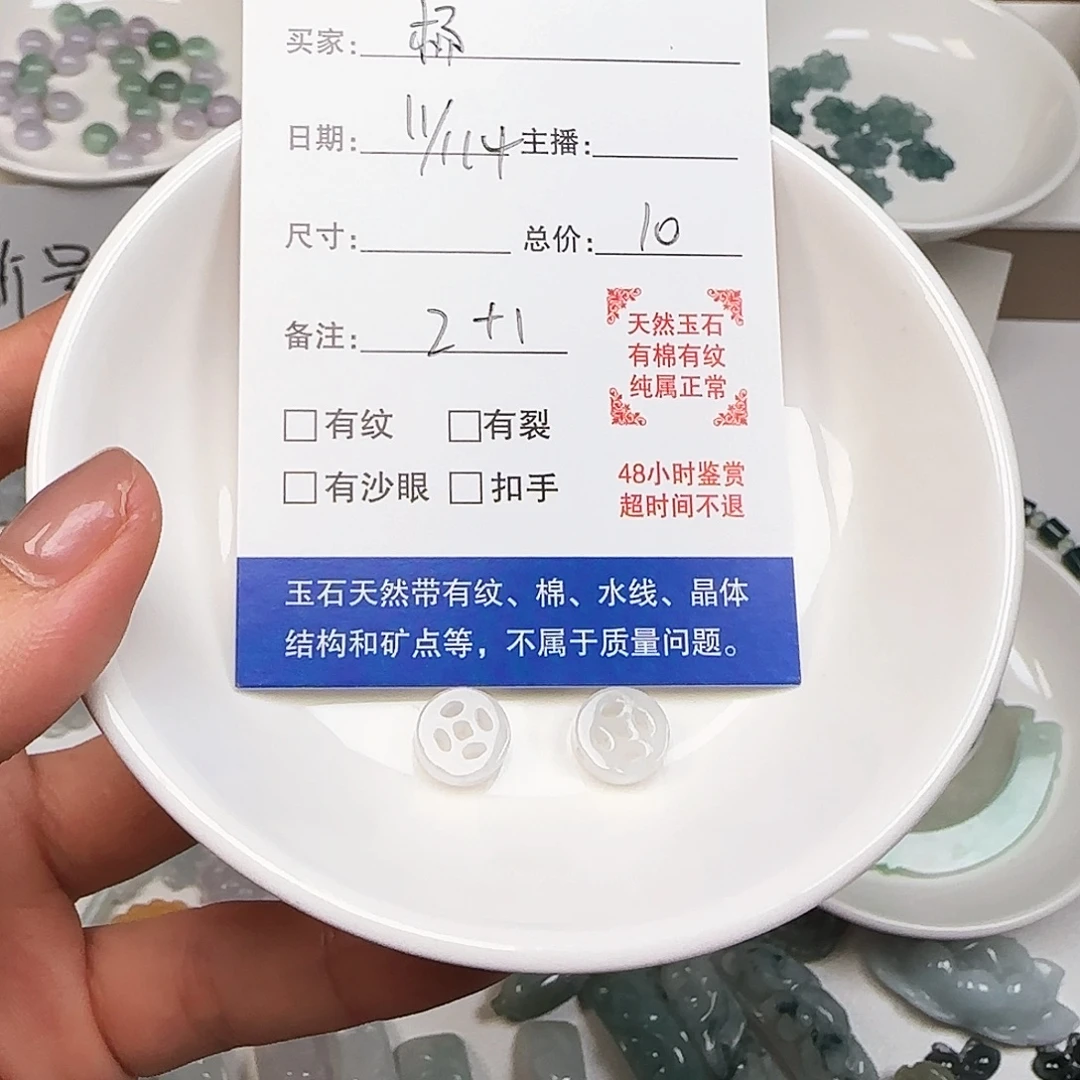 买家：杯
日期：11/114 主播：
尺寸： 总价：10
备注：2+1
天然玉石
有棉有纹
纯属正常
□有纹 □有裂
□有沙眼 □扣手
48小时鉴赏
超时间不退
玉石天然带有纹、棉、水线、晶体
结构和矿点等，不属于质量问题。